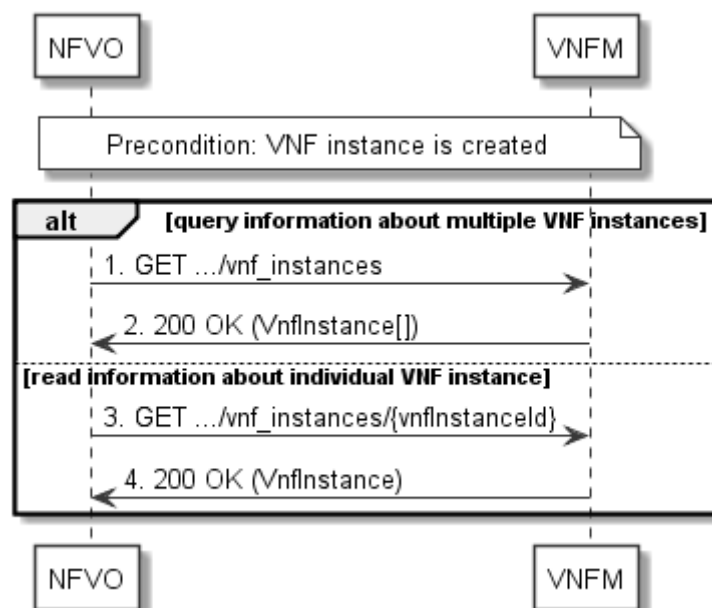 NFVO VNFM
Precondition: VNF instance is created
alt [query information about multiple VNF instances]
1. GET .../vnf_instances
2. 200 OK (VnfInstance[])
[read information about individual VNF instance]
3. GET .../vnf_instances/{vnfInstanceId}
4. 200 OK (VnfInstance)
NFVO VNFM